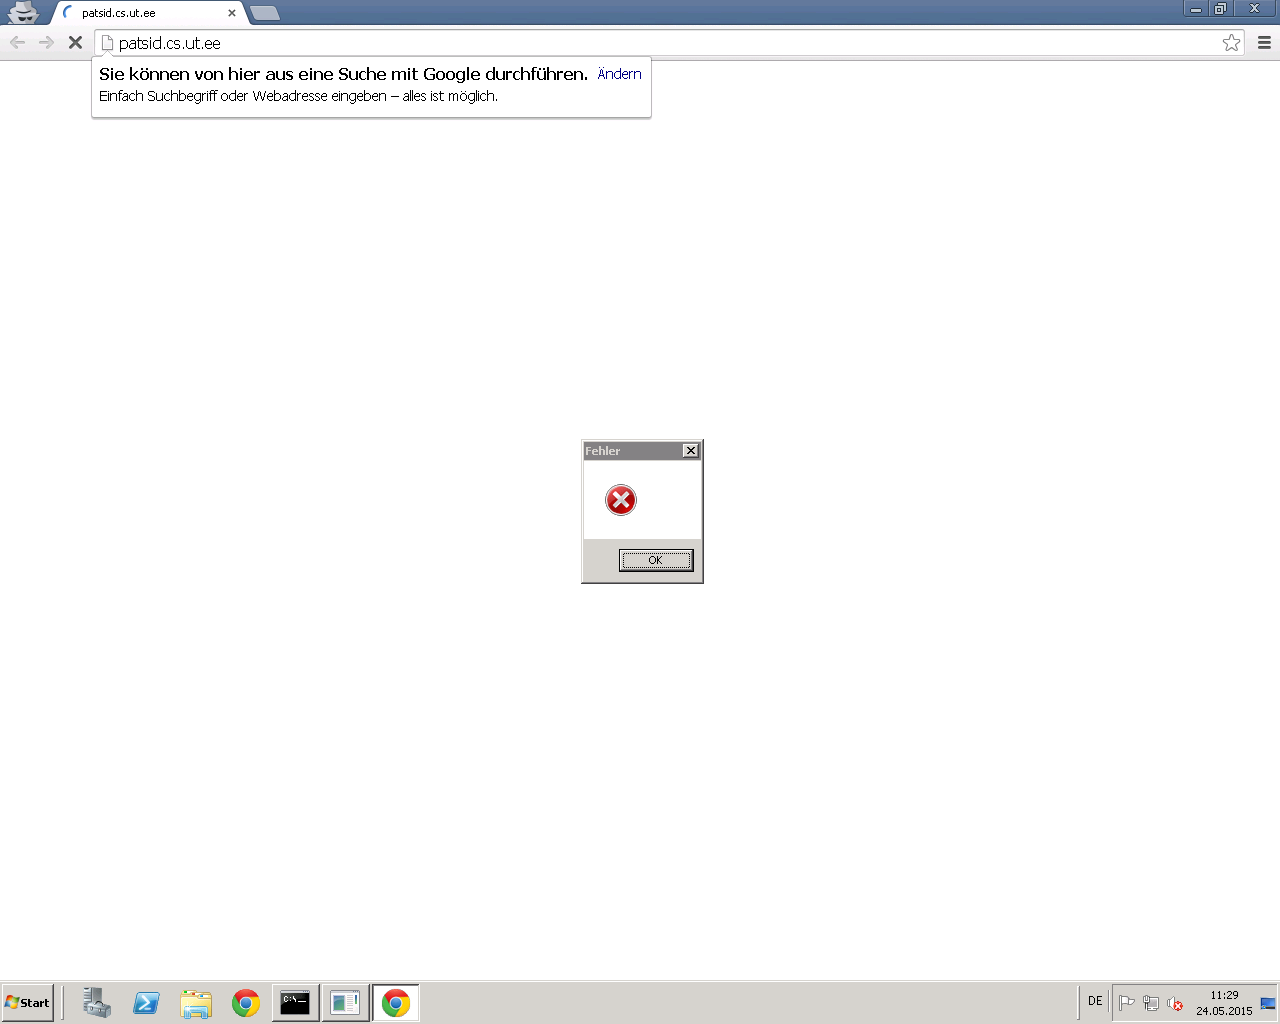 patsid.cs.ut.ee
patsid.cs.ut.ee
Sie können von hier aus eine Suche mit Google durchführen. Ändern
Einfach Suchbegriff oder Webadresse eingeben – alles ist möglich.
Fehler
OK
Start
C:\
DE
11:29
24.05.2015